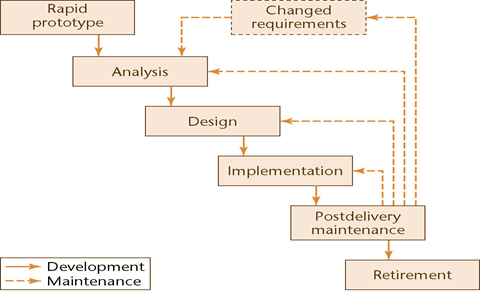 Rapid
prototype
Changed
requirements
Analysis
Design
Implementation
Postdelivery
maintenance
Retirement
Development
Maintenance